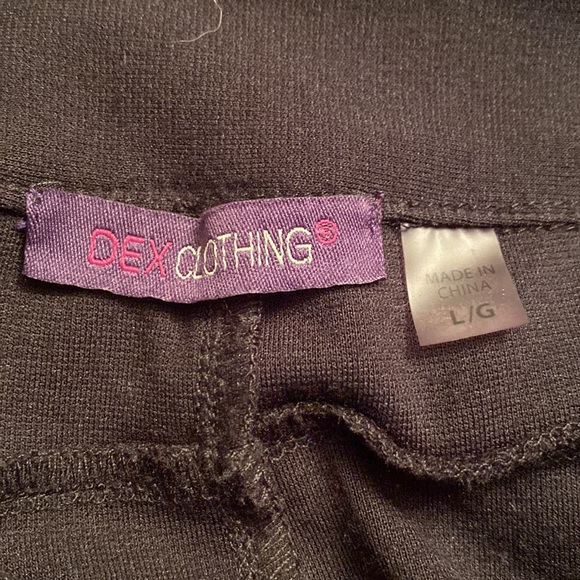 DEX CLOTHING
MADE IN
CHINA
L/G